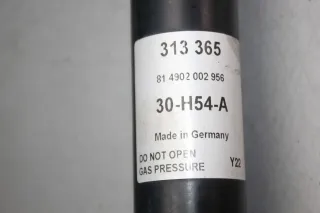 313 365
81 4902 002 956
30-H54-A
Made in Germany
DO NOT OPEN
GAS PRESSURE Y22